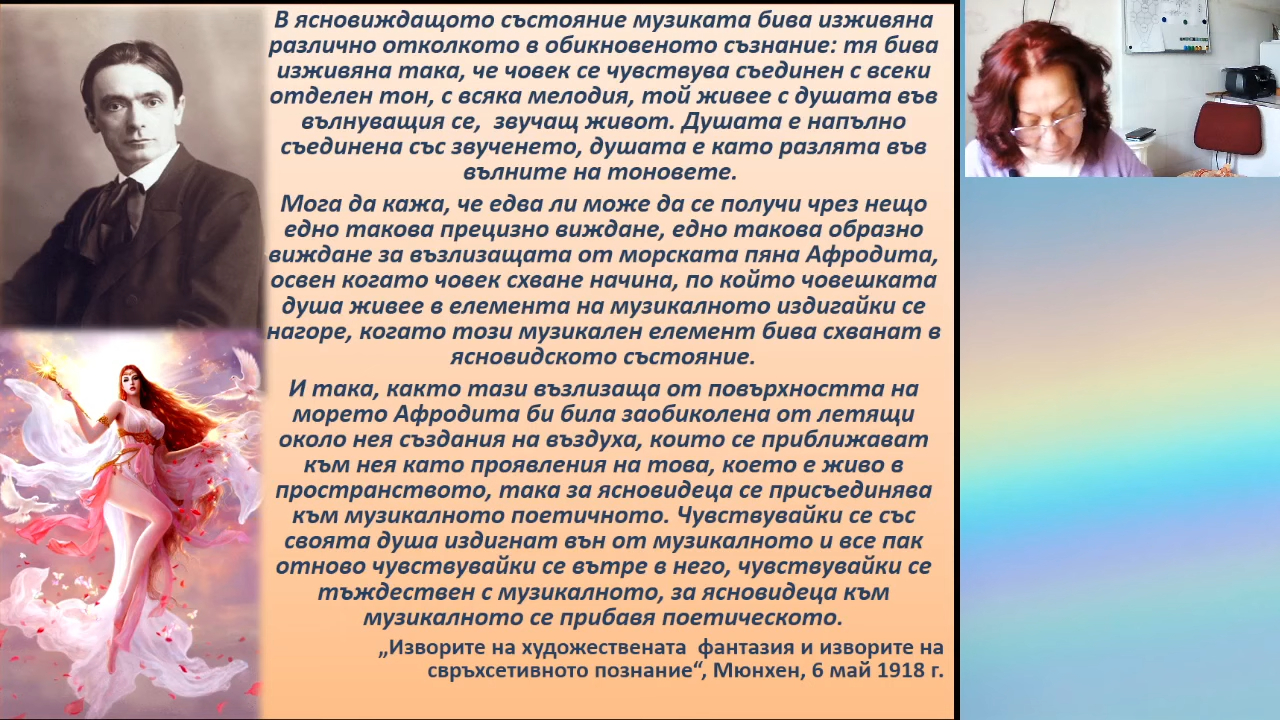 В ясновиждащото състояние музиката бива изживяна
различно отколкото в обикновеното съзнание: тя бива
изживяна така, че човек се чувствува съединен с всеки
отделен тон, с всяка мелодия, той живее с душата във
вълнуващия се, звучащ живот. Душата е напълно
съединена със звученето, душата е като разлята във
вълните на тоновете.
Мога да кажа, че едва ли може да се получи чрез нещо
едно такова прецизно виждане, едно такова образно
виждане за възлизащата от морската пяна Афродита,
освен когато човек схване начина, по който човешката
душа живее в елемента на музикалното издигайки се
нагоре, когато този музикален елемент бива схванат в
ясновидското състояние.
И така, както тази възлизаща от повърхността на
морето Афродита би била заобиколена от летящи
около нея създания на въздуха, които се приближават
към нея като проявления на това, което е живо в
пространството, така за ясновидеца се присъединява
към музикалното поетичното. Чувствувайки се със
своята душа издигнат вън от музикалното и все пак
отново чувствувайки се вътре в него, чувствувайки се
тъждествен с музикалното, за ясновидеца към
музикалното се прибавя поетическото.
„Изворите на художествената фантазия и изворите на
свръхсетивното познание“, Мюнхен, 6 май 1918 г.